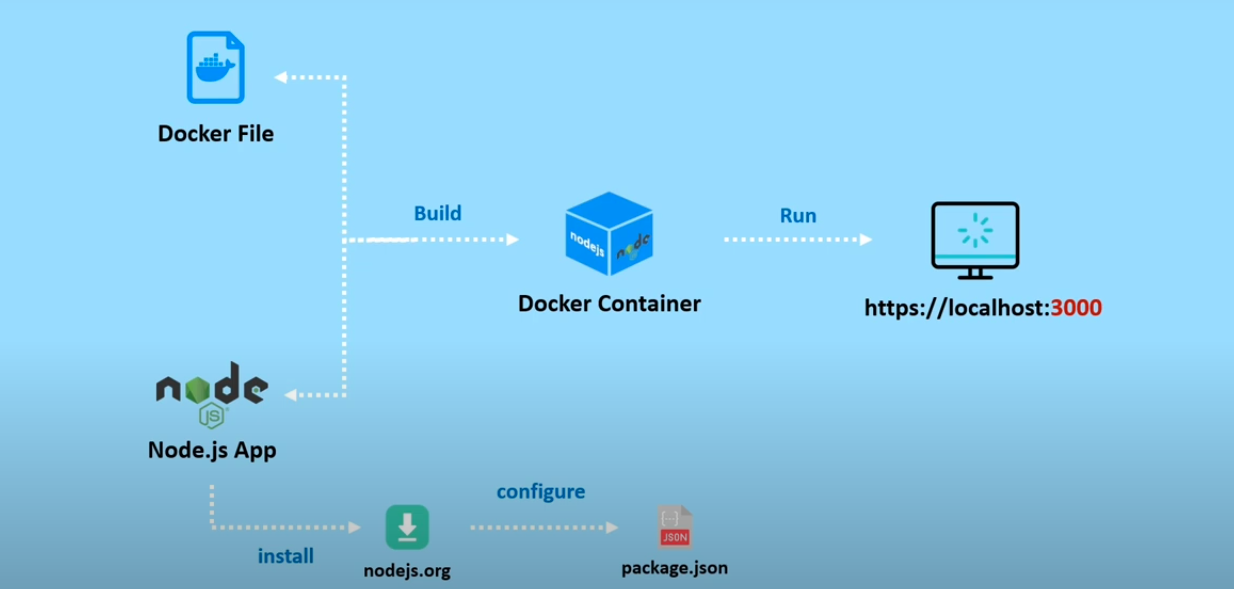 Docker File
Build
Run
nodejs
node
Docker Container
https://localhost:3000
node
JS
Node.js App
configure
install
{··}
JSON
nodejs.org
package.json